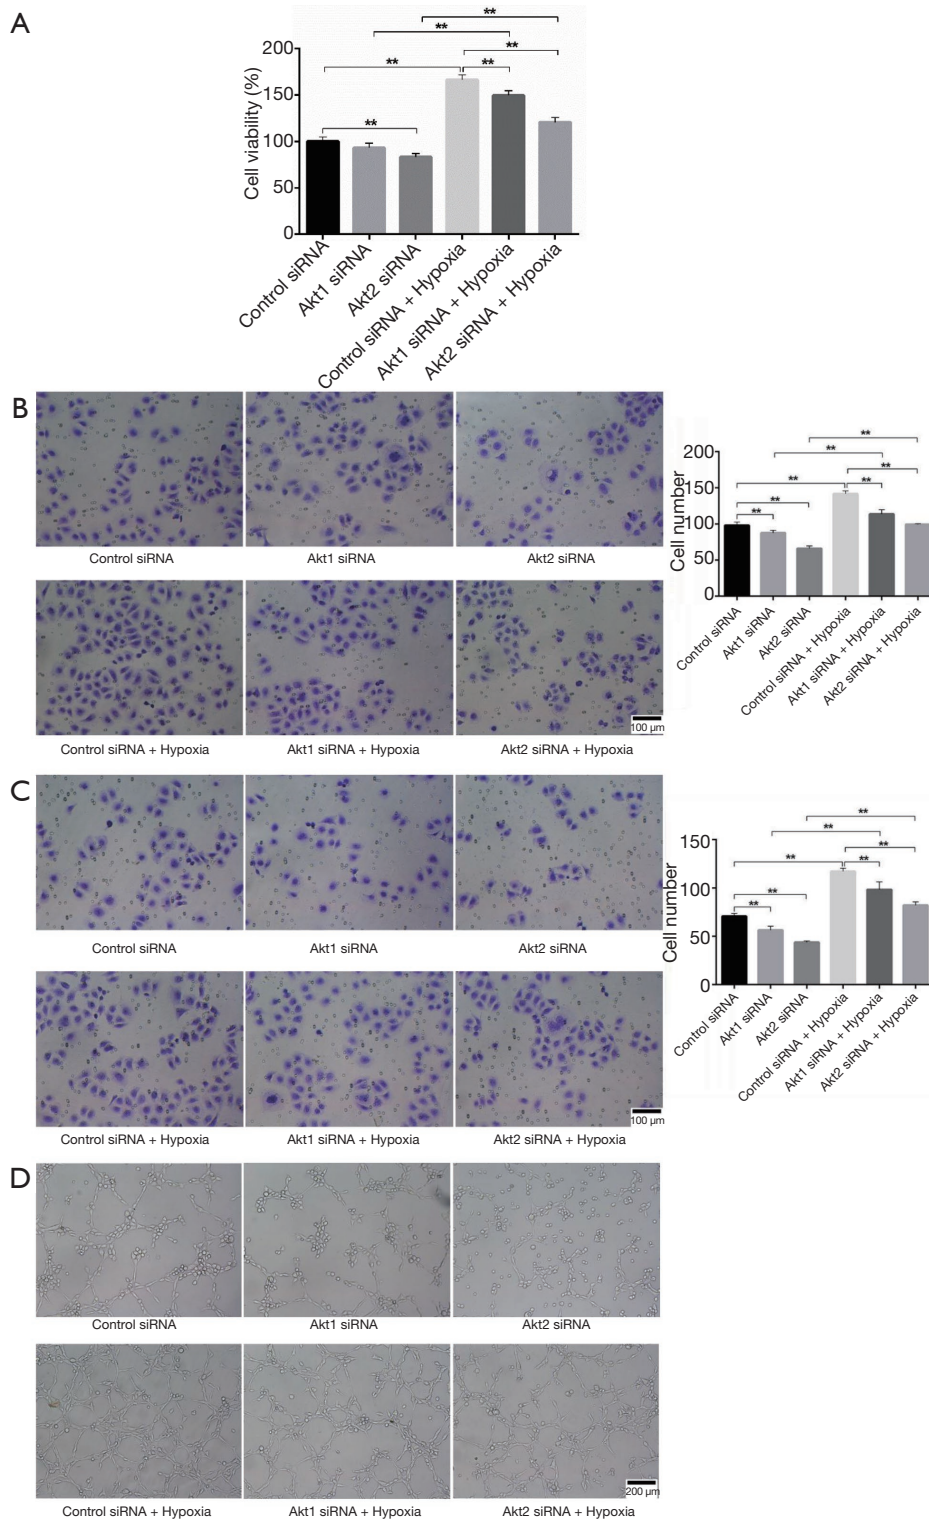 A
**
**
**
**
**
**
Cell viability (%)
200
150
100
50
0
Control siRNA
Akt1 siRNA
Akt2 siRNA
Control siRNA + Hypoxia
Akt1 siRNA + Hypoxia
Akt2 siRNA + Hypoxia
B
Control siRNA
Akt1 siRNA
Akt2 siRNA
Control siRNA + Hypoxia
Akt1 siRNA + Hypoxia
Akt2 siRNA + Hypoxia
100 µm
**
**
**
**
**
**
**
Cell number
200
150
100
50
0
Control siRNA
Akt1 siRNA
Akt2 siRNA
Control siRNA + Hypoxia
Akt1 siRNA + Hypoxia
Akt2 siRNA + Hypoxia
C
Control siRNA
Akt1 siRNA
Akt2 siRNA
Control siRNA + Hypoxia
Akt1 siRNA + Hypoxia
Akt2 siRNA + Hypoxia
100 µm
**
**
**
**
**
**
**
Cell number
150
100
50
0
Control siRNA
Akt1 siRNA
Akt2 siRNA
Control siRNA + Hypoxia
Akt1 siRNA + Hypoxia
Akt2 siRNA + Hypoxia
D
Control siRNA
Akt1 siRNA
Akt2 siRNA
200 µm
Control siRNA + Hypoxia
Akt1 siRNA + Hypoxia
Akt2 siRNA + Hypoxia